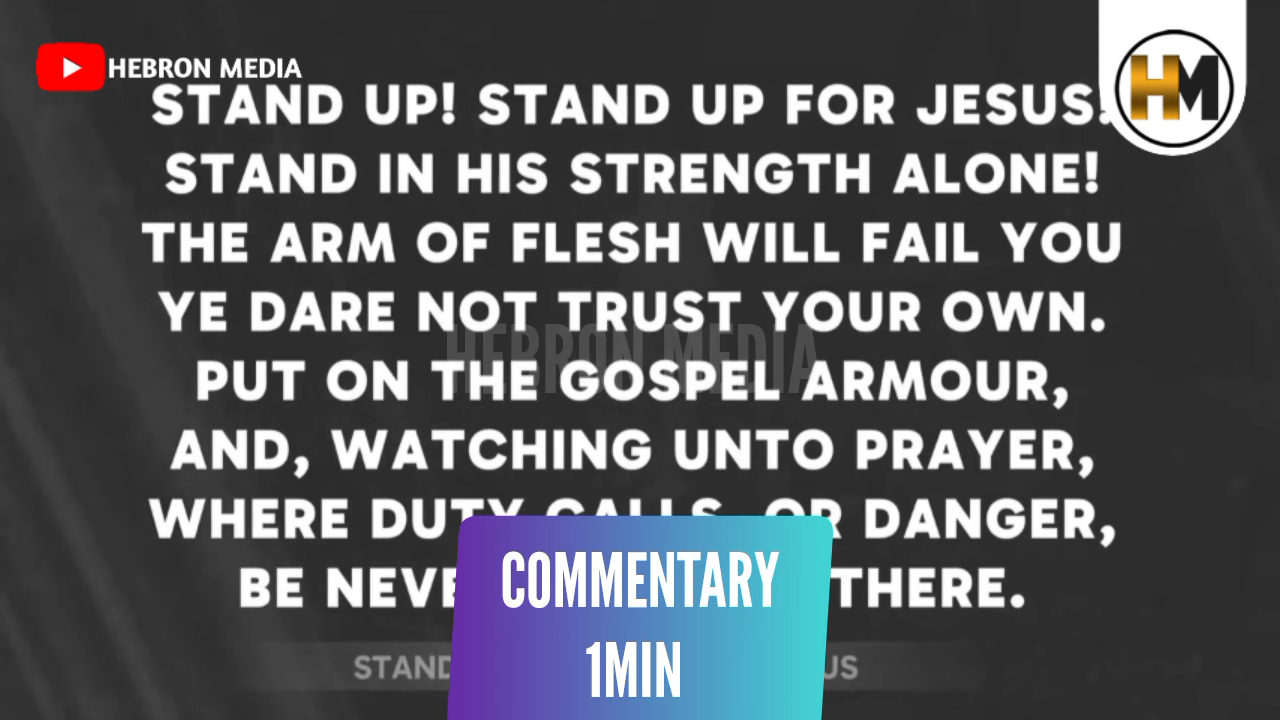 HEBRON MEDIA
HM
STAND UP! STAND UP FOR JESUS!
STAND IN HIS STRENGTH ALONE!
THE ARM OF FLESH WILL FAIL YOU
YE DARE NOT TRUST YOUR OWN.
HEBRON MEDIA
PUT ON THE GOSPEL ARMOUR,
AND, WATCHING UNTO PRAYER,
WHERE DUTY CALLS, OR DANGER,
BE THERE.
COMMENTARY
1MIN
STAND